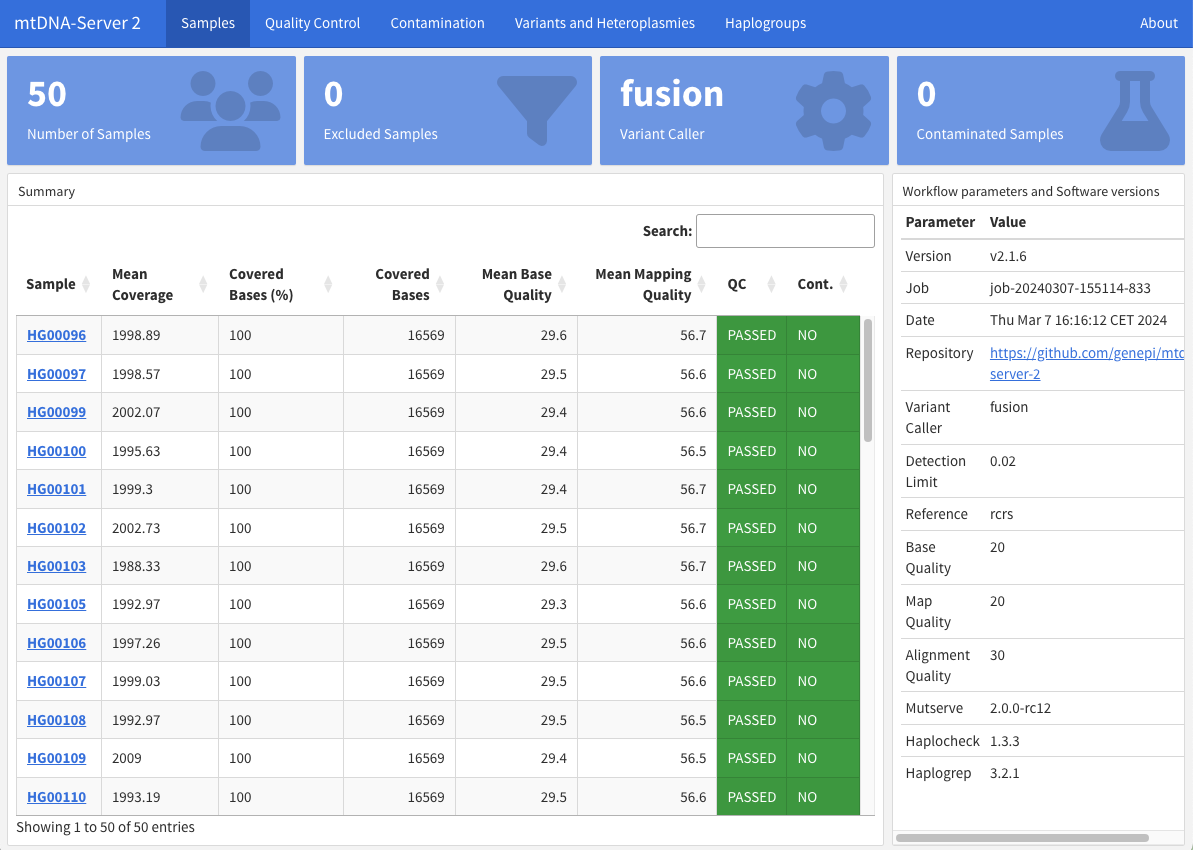 mtDNA-Server 2 Samples Quality Control Contamination Variants and Heteroplasmies Haplogroups About
50
Number of Samples
0
Excluded Samples
fusion
Variant Caller
0
Contaminated Samples
Summary
Search:
Sample Mean Coverage Covered Bases (%) Covered Bases Mean Base Quality Mean Mapping Quality QC Cont.
HG00096 1998.89 100 16569 29.6 56.7 PASSED NO
HG00097 1998.57 100 16569 29.5 56.6 PASSED NO
HG00099 2002.07 100 16569 29.4 56.6 PASSED NO
HG00100 1995.63 100 16569 29.4 56.5 PASSED NO
HG00101 1999.3 100 16569 29.4 56.7 PASSED NO
HG00102 2002.73 100 16569 29.5 56.7 PASSED NO
HG00103 1988.33 100 16569 29.6 56.7 PASSED NO
HG00105 1992.97 100 16569 29.3 56.6 PASSED NO
HG00106 1997.26 100 16569 29.5 56.6 PASSED NO
HG00107 1999.03 100 16569 29.5 56.6 PASSED NO
HG00108 1992.97 100 16569 29.5 56.5 PASSED NO
HG00109 2009 100 16569 29.4 56.5 PASSED NO
HG00110 1993.19 100 16569 29.5 56.6 PASSED NO
Showing 1 to 50 of 50 entries
Workflow parameters and Software versions
Parameter Value
Version v2.1.6
Job job-20240307-155114-833
Date Thu Mar 7 16:16:12 CET 2024
Repository https://github.com/genepi/mtd
server-2
Variant fusion
Caller
Detection 0.02
Limit
Reference rcrs
Base 20
Quality
Map 20
Quality
Alignment 30
Quality
Mutserve 2.0.0-rc12
Haplocheck 1.3.3
Haplogrep 3.2.1